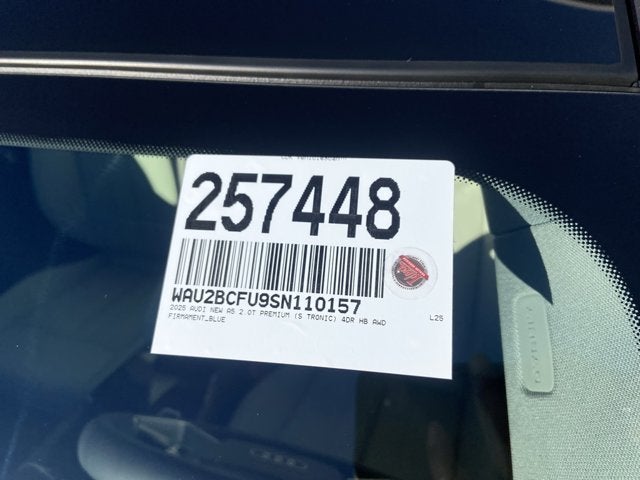 257448
WAU2BCFU9SN110157
2025 AUDI NEW A5 2.0T PREMIUM (S TRONIC) 4DR HB AWD L25
FIRMAMENT_BLUE